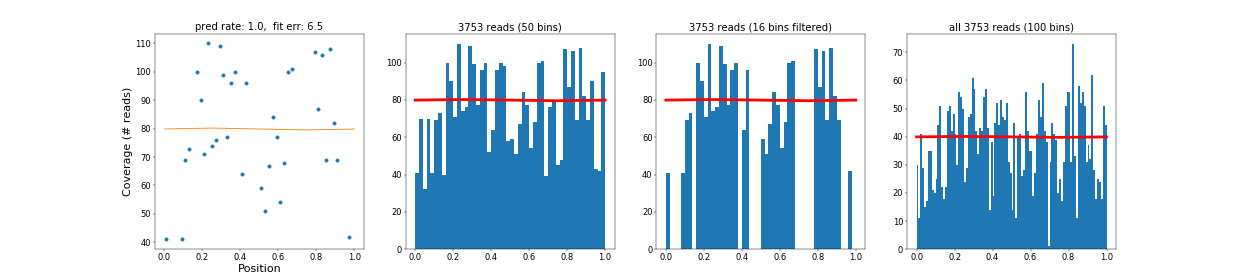 pred rate: 1.0,  fit err: 6.5
110
100
90
80
70
60
50
40
Coverage (# reads)
0.0 0.2 0.4 0.6 0.8 1.0
Position
3753 reads (50 bins)
100
80
60
40
20
0
0.0 0.2 0.4 0.6 0.8 1.0
3753 reads (16 bins filtered)
100
80
60
40
20
0
0.0 0.2 0.4 0.6 0.8 1.0
all 3753 reads (100 bins)
70
60
50
40
30
20
10
0
0.0 0.2 0.4 0.6 0.8 1.0